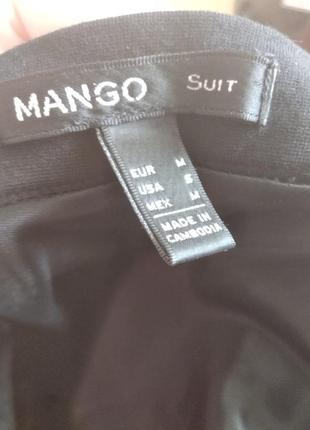 MANGO SUIT
EUR M
USA S
MEX M
MADE IN
CAMBODIA